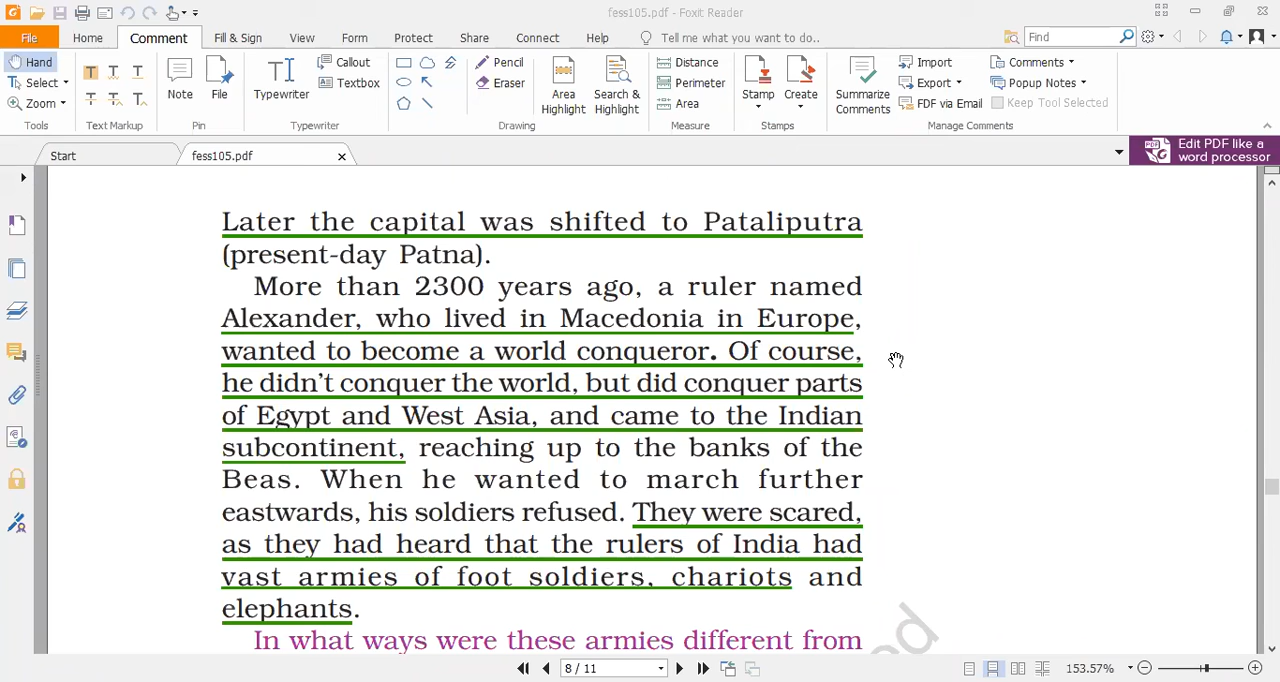 fess105.pdf - Foxit Reader
File Home Comment Fill & Sign View Form Protect Share Connect Help Tell me what you want to do.. Find
Hand
Select
Zoom
Tools
Text Markup
Note
File
Pin
Typewriter
Callout
Textbox
Typewriter
Pencil
Eraser
Area
Highlight
Search &
Highlight
Drawing
Distance
Perimeter
Area
Measure
Stamp
Create
Stamps
Summarize
Comments
Import
Export
FDF via Email
Comments
Popup Notes
Keep Tool Selected
Manage Comments
Start
fess105.pdf
Edit PDF like a
word processor
Later the capital was shifted to Pataliputra
(present-day Patna).
More than 2300 years ago, a ruler named
Alexander, who lived in Macedonia in Europe,
wanted to become a world conqueror. Of course,
he didn't conquer the world, but did conquer parts
of Egypt and West Asia, and came to the Indian
subcontinent, reaching up to the banks of the
Beas. When he wanted to march further
eastwards, his soldiers refused. They were scared,
as they had heard that the rulers of India had
vast armies of foot soldiers, chariots and
elephants.
In what ways were these armies different from
8 / 11
153.57%